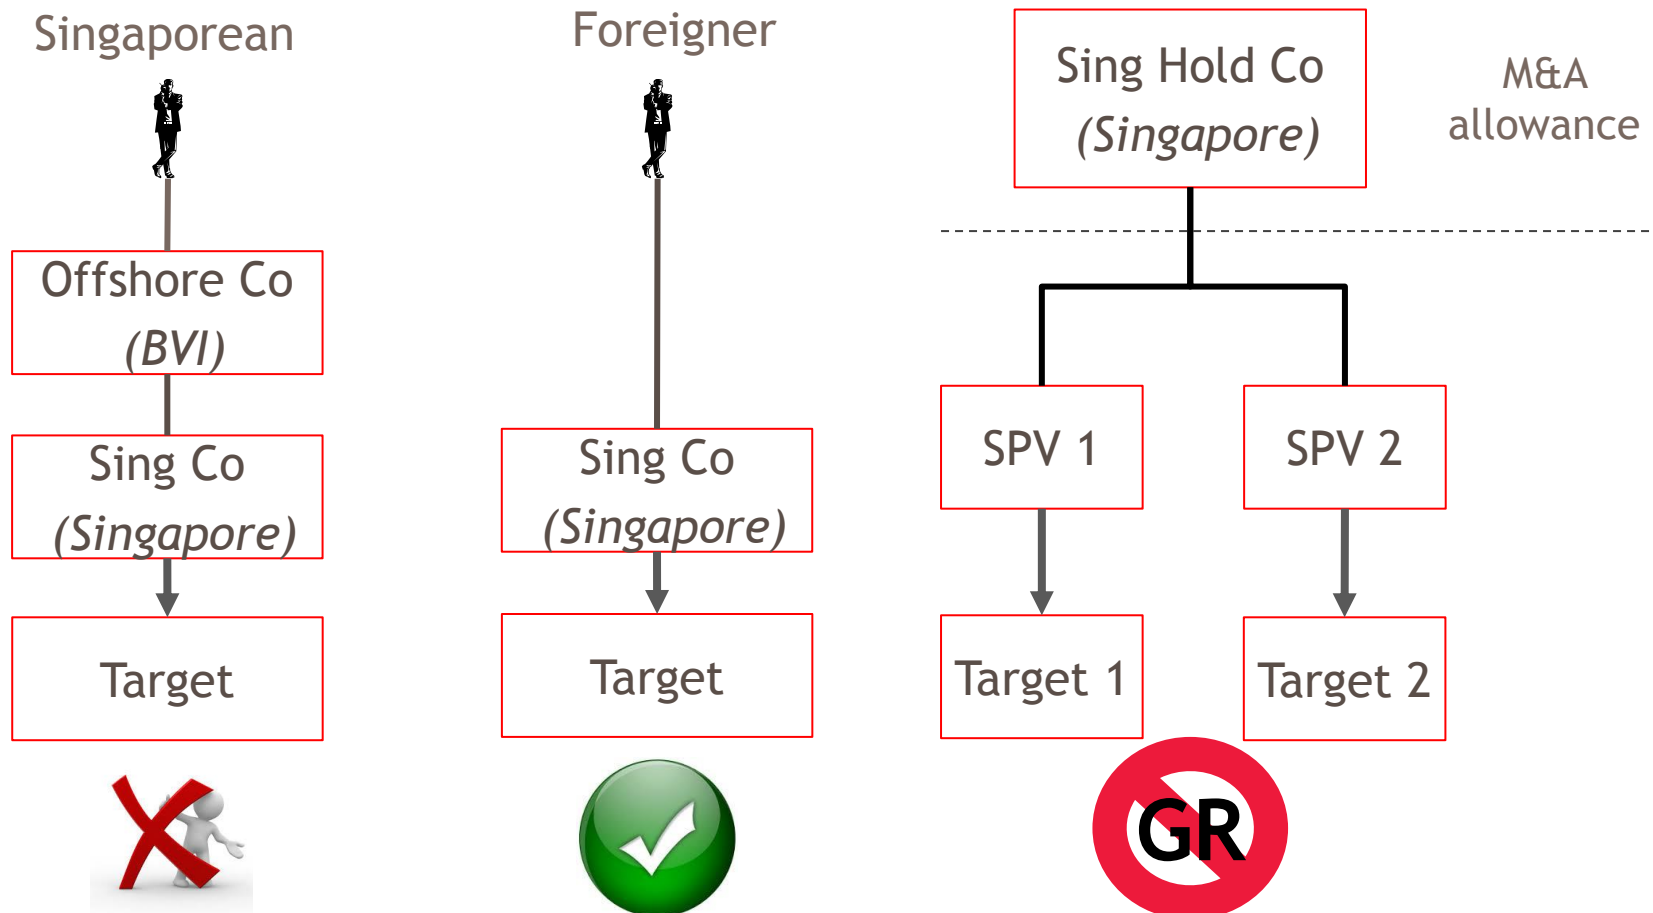 Singaporean
Offshore Co
(BVI)
Sing Co
(Singapore)
Target
Foreigner
Sing Co
(Singapore)
Target
Sing Hold Co
(Singapore)
M&A
allowance
SPV 1
SPV 2
Target 1
Target 2
GR